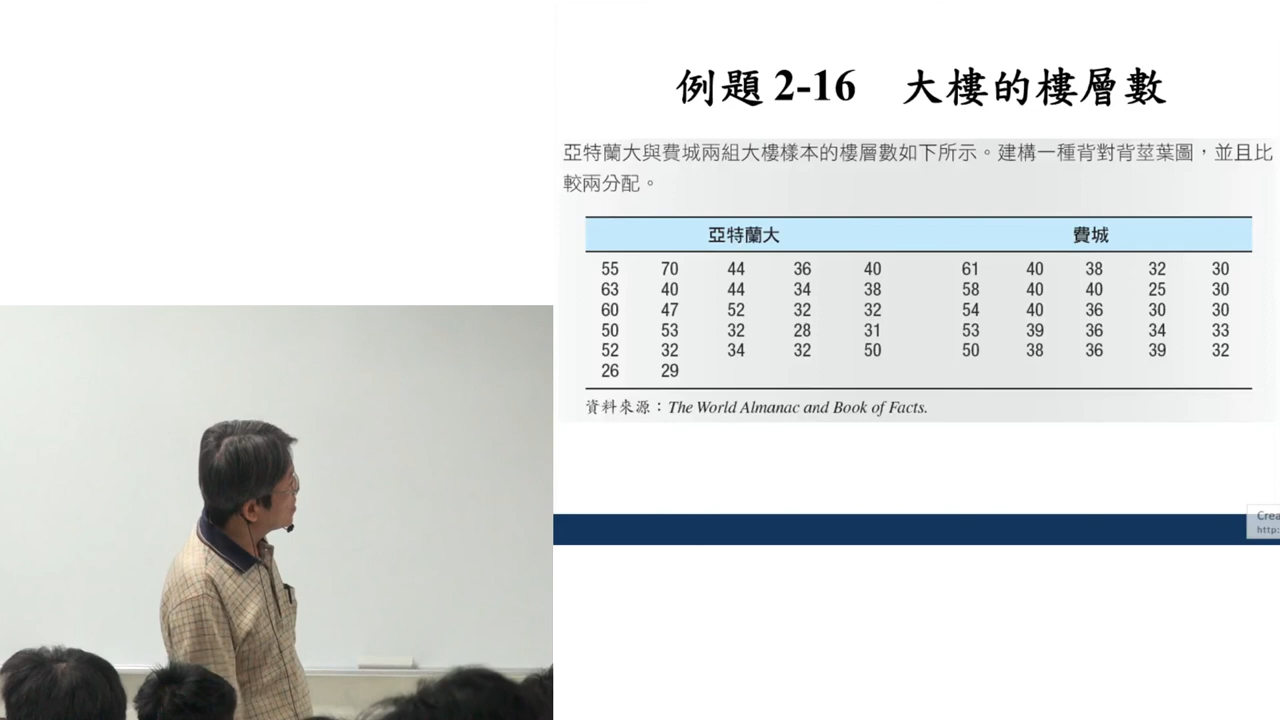 例題 2-16 大樓的樓層數
亞特蘭大與費城兩組大樓樣本的樓層數如下所示。建構一種背對背莖葉圖，並且比
較兩分配。
亞特蘭大 費城
55 70 44 36 40 61 40 38 32 30
63 40 44 34 38 58 40 40 25 30
60 47 52 32 32 54 40 36 30 30
50 53 32 28 31 53 39 36 34 33
52 32 34 32 50 50 38 36 39 32
26 29
資料來源：The World Almanac and Book of Facts.
Crea
http: